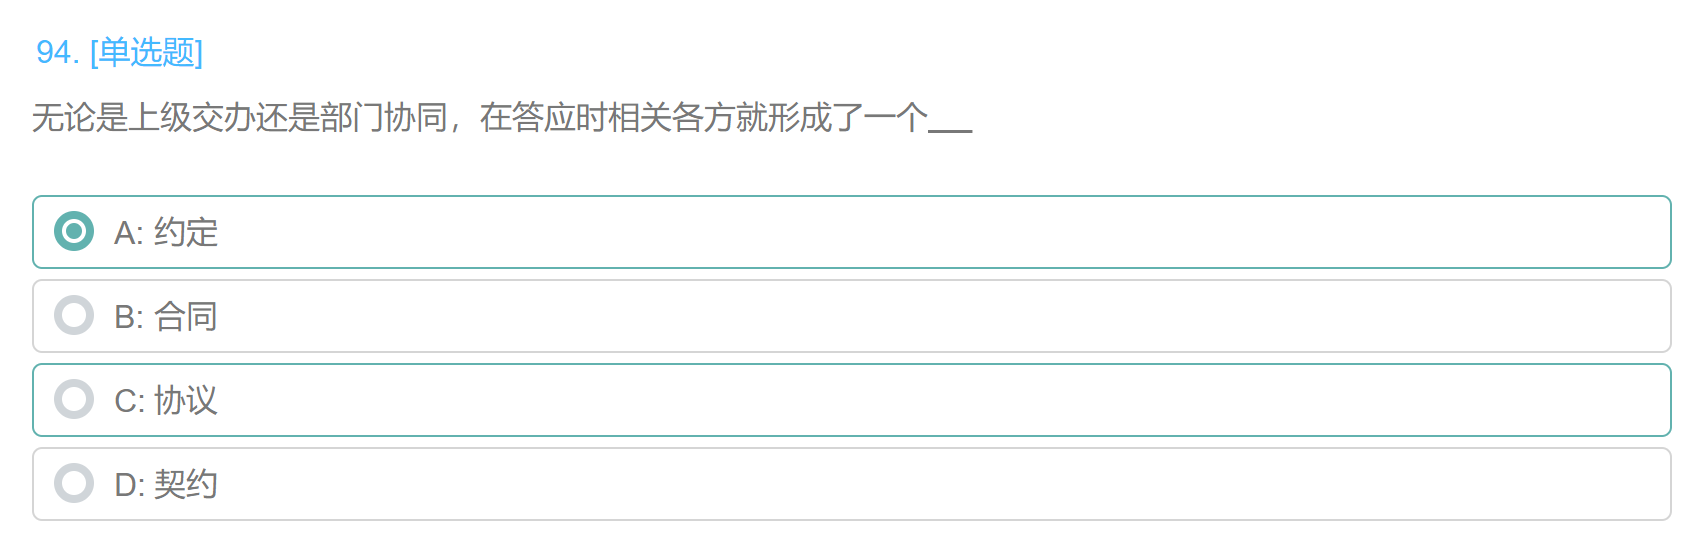 94. [单选题]
无论是上级交办还是部门协同，在答应时相关各方就形成了一个___
A: 约定
B: 合同
C: 协议
D: 契约